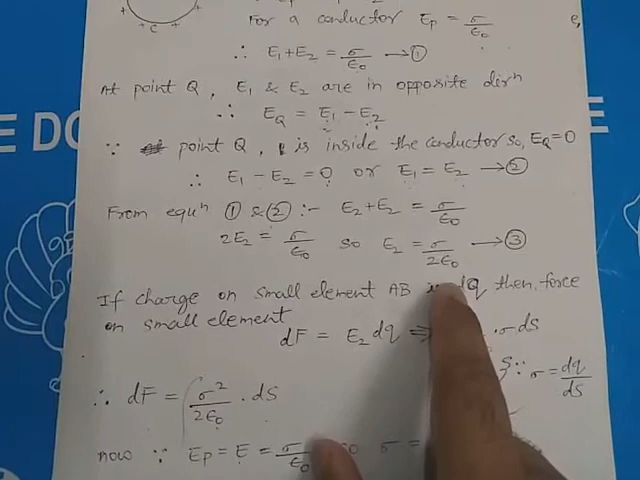 + c +
For a conductor Ep = σ/ε0
∴ E1+E2 = σ/ε0 → ①
At point Q, E1 & E2 are in opposite dirn
∴ EQ = E1 - E2
∵ point Q, is inside the conductor so, EQ=0
∴ E1 - E2 = 0 or E1 = E2 → ②
From equn ① & ② :- E2+E2 = σ/ε0
2E2 = σ/ε0 so E2 = σ/2ε0 → ③
If charge on small element AB dq then force
on small element
dF = E2 dq ⇒ . σ ds
{∵ σ = dq/ds
∴ dF = σ²/2ε0 . ds
now ∵ Ep = E = σ/ε0 so σ =
E DO